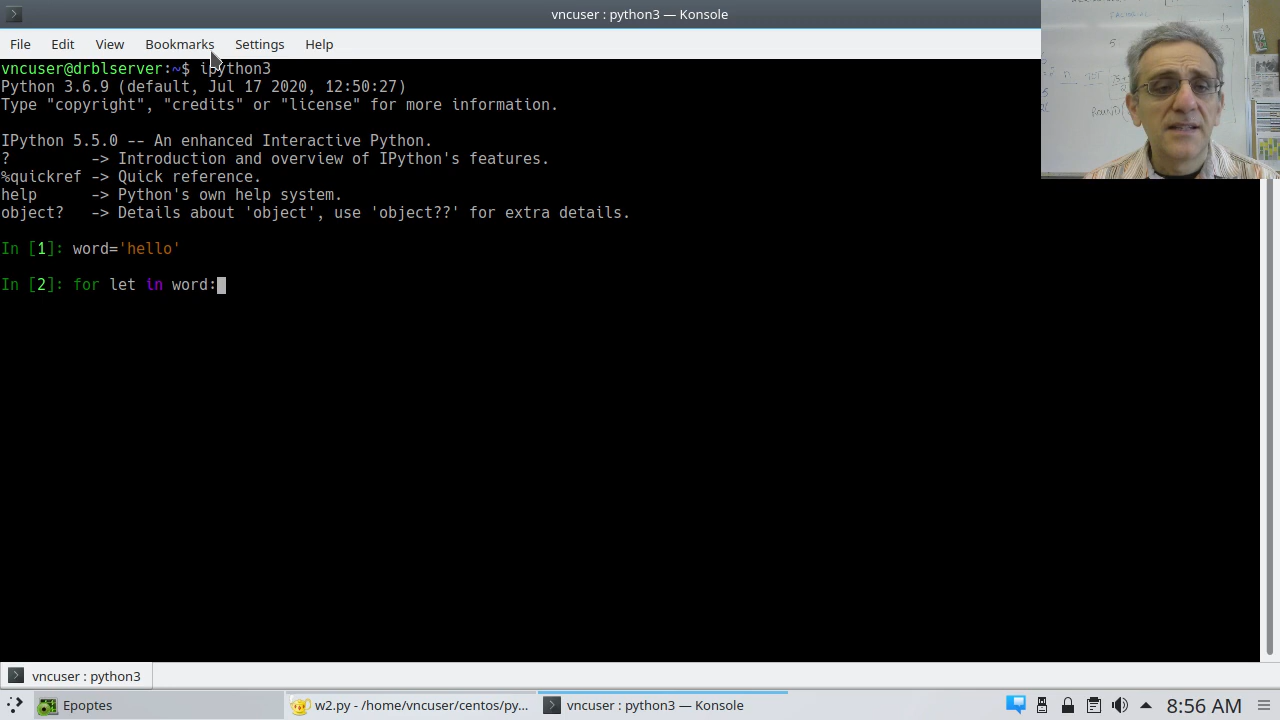 vncuser : python3 — Konsole
File Edit View Bookmarks Settings Help
vncuser@drblserver:~$ ipython3
Python 3.6.9 (default, Jul 17 2020, 12:50:27)
Type "copyright", "credits" or "license" for more information.
IPython 5.5.0 -- An enhanced Interactive Python.
? -> Introduction and overview of IPython's features.
%quickref -> Quick reference.
help -> Python's own help system.
object? -> Details about 'object', use 'object??' for extra details.
In [1]: word='hello'
In [2]: for let in word:
vncuser : python3
Epoptes
w2.py - /home/vncuser/centos/py...
vncuser : python3 — Konsole
8:56 AM